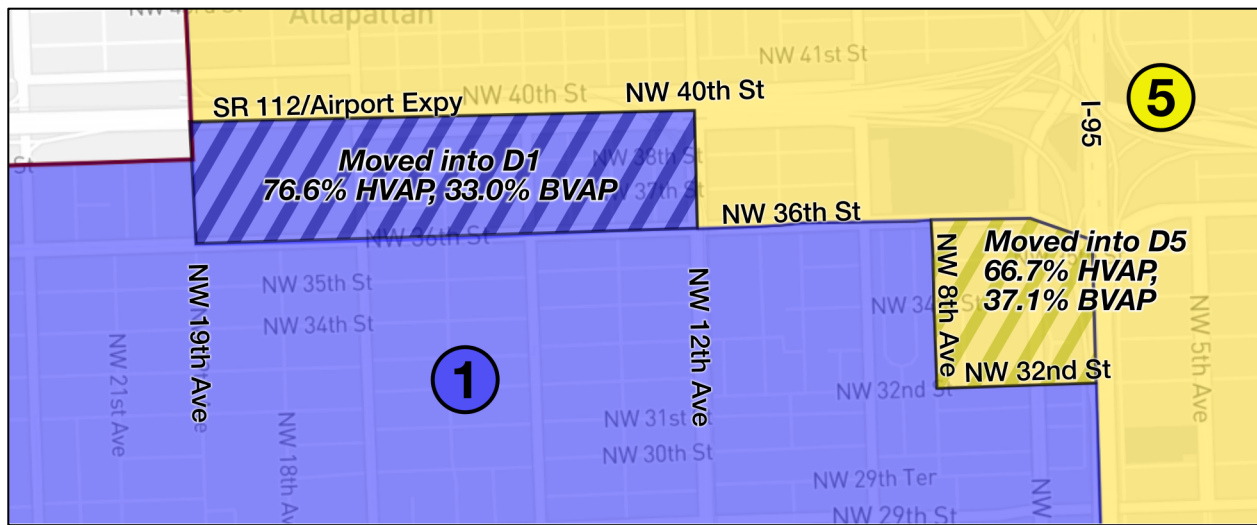 Allapattah
NW 41st St
5
SR 112/Airport Expy
NW 40th St
NW 40th St
I-95
St
Moved into D1
NW 38th St
76.6% HVAP, 33.0% BVAP
NW 37th St
NW 36th St
NW 36th St
Moved into D5
66.7% HVAP,
37.1% BVAP
NW 35th St
NW 34th St
NW 19th Ave
NW 12th Ave
NW 8th Ave
NW 5th Ave
NW 21st Ave
1
NW 32nd St
NW 32nd St
NW 18th Av
NW 31st St
NW 30th St
NW 29th Ter
NW
NW 29th St